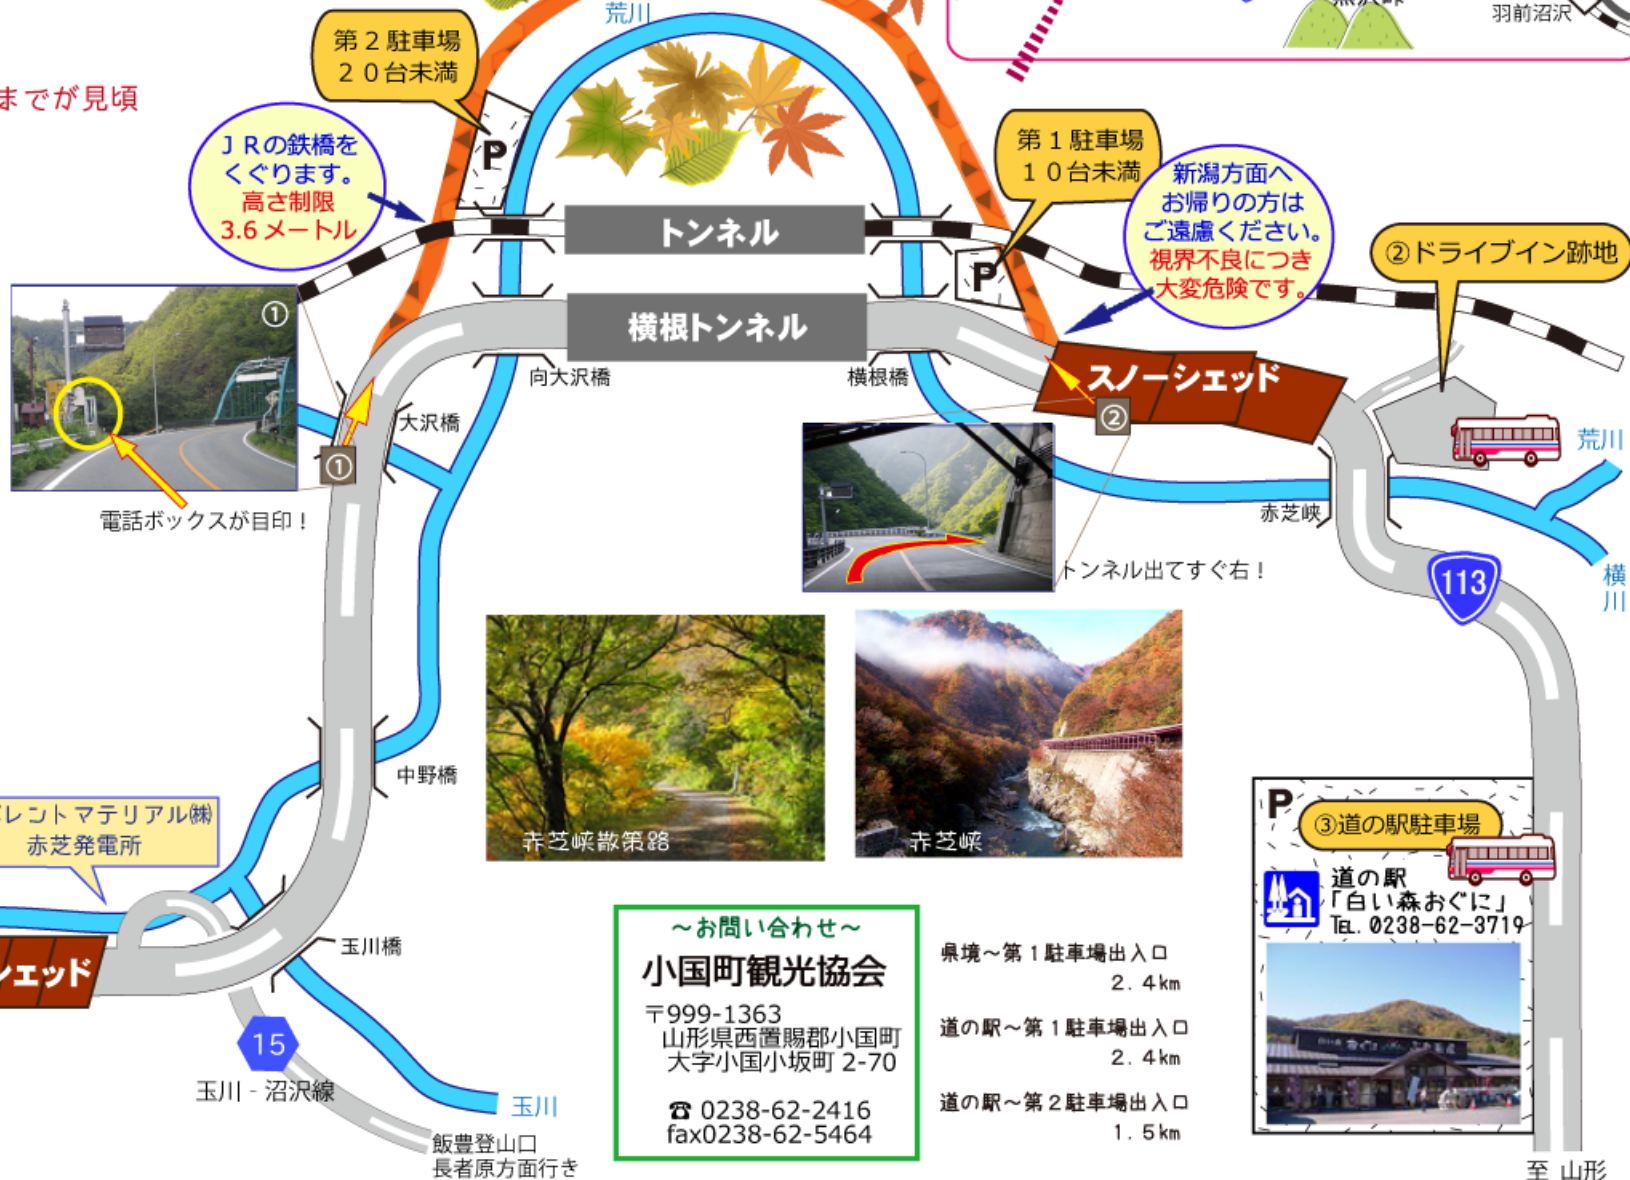 荒川
羽前沼沢
までが見頃
第２駐車場
２０台未満
P
ＪＲの鉄橋を
くぐります。
高さ制限
3.6メートル
第１駐車場
１０台未満
P
新潟方面へ
お帰りの方は
ご遠慮ください。
視界不良につき
大変危険です。
②ドライブイン跡地
トンネル
横根トンネル
向大沢橋
横根橋
スノーシェッド
①
大沢橋
①
②
荒川
電話ボックスが目印！
赤芝峡
トンネル出てすぐ右！
113
横川
中野橋
レントマテリアル㈱
赤芝発電所
赤芝峡散策路
赤芝峡
P
③道の駅駐車場
道の駅
「白い森おぐに」
TEL. 0238-62-3719
ェッド
玉川橋
15
玉川 - 沼沢線
玉川
飯豊登山口
長者原方面行き
～お問い合わせ～
小国町観光協会
〒999-1363
山形県西置賜郡小国町
大字小国小坂町 2-70
☎ 0238-62-2416
fax0238-62-5464
県境～第１駐車場出入口
２．４km
道の駅～第１駐車場出入口
２．４km
道の駅～第２駐車場出入口
１．５km
至 山形